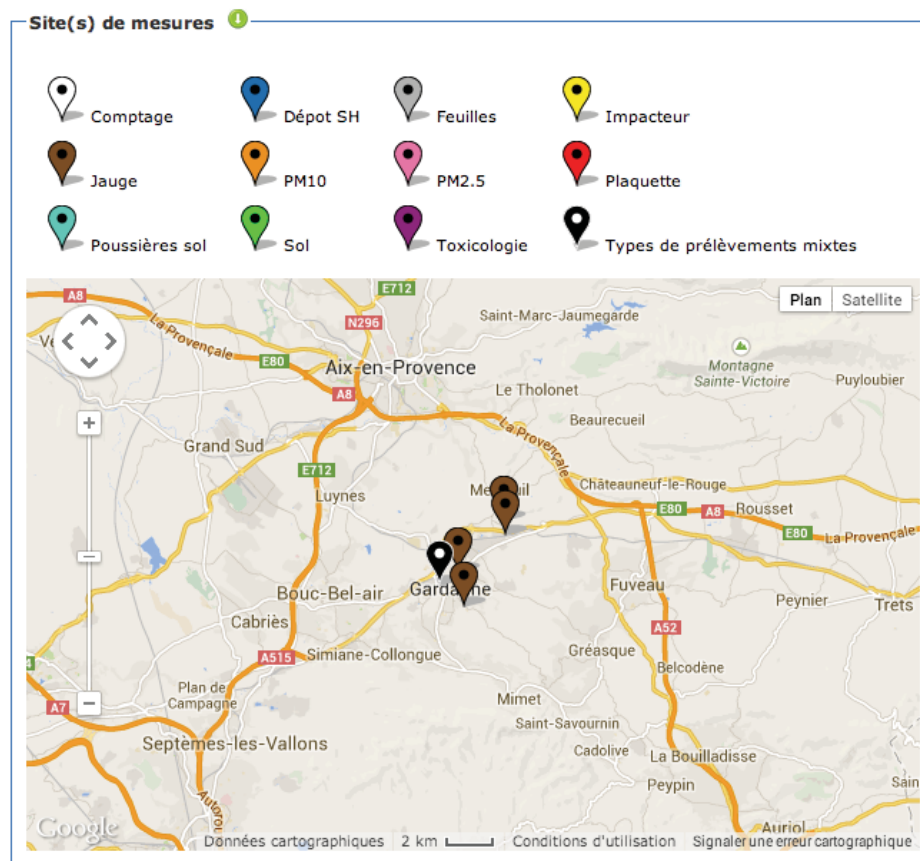 Site(s) de mesures
Comptage
Dépot SH
Feuilles
Impacteur
Jauge
PM10
PM2.5
Plaquette
Poussières sol
Sol
Toxicologie
Types de prélèvements mixtes
E712
A8
Plan
Satellite
Saint-Marc-Jaumegarde
N296
La Provençale
E80
Montagne
Sainte-Victoire
Aix-en-Provence
Puyloubier
Le Tholonet
A8
Beaurecueil
La Provençale
Grand Sud
E712
Châteauneuf-le-Rouge
Luynes
E80
A8
Rousset
E80
La Provençale
Gardanne
Fuveau
Bouc-Bel-air
Peynier
Trets
Cabriès
A52
Gréasque
A515
Simiane-Collongue
Belcodène
Plan de
Campagne
Mimet
A7
Saint-Savournin
Septèmes-les-Vallons
Cadolive
La Bouilladisse
Peypin
Auriol
Google
Données cartographiques
2 km
Conditions d'utilisation
Signaler une erreur cartographique